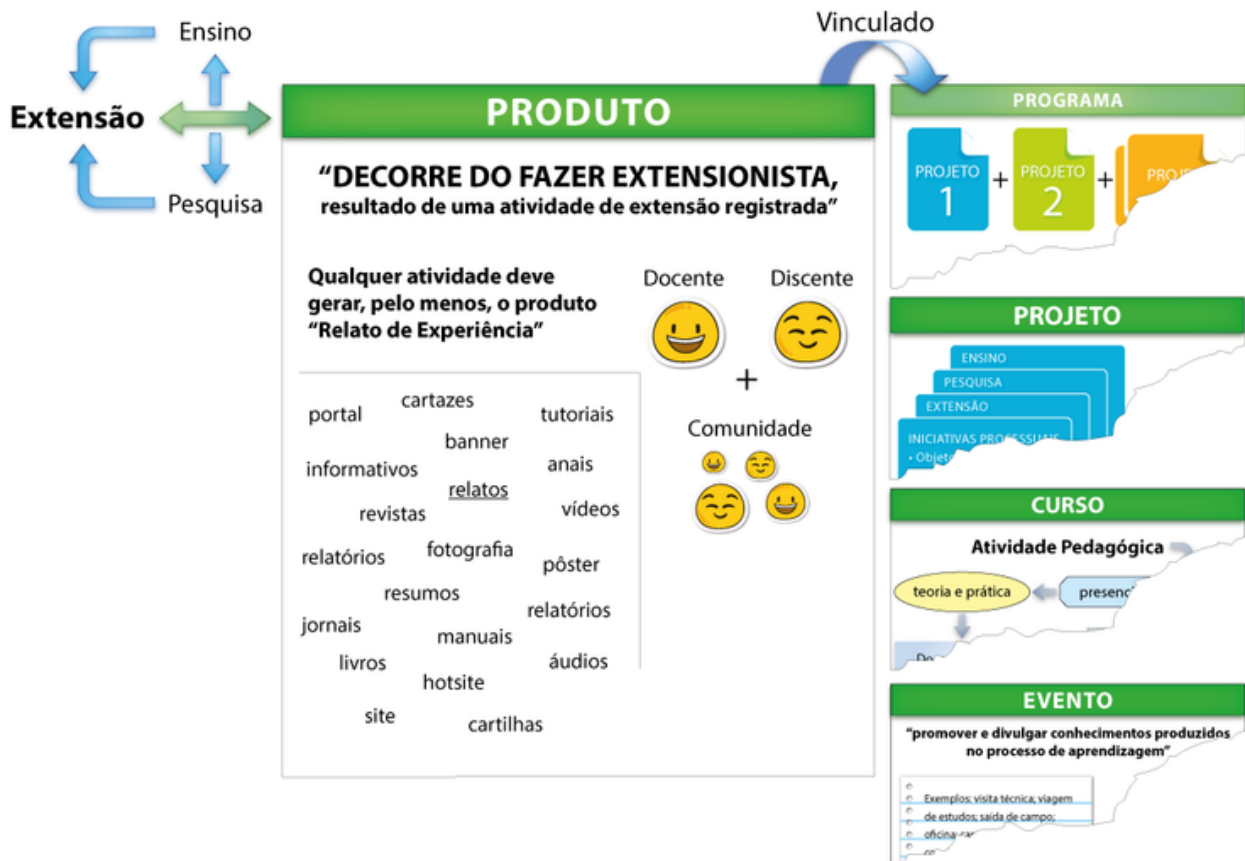 Ensino
Extensão
Pesquisa
Vinculado
PRODUTO
“DECORRE DO FAZER EXTENSIONISTA,
resultado de uma atividade de extensão registrada”
Qualquer atividade deve
gerar, pelo menos, o produto
“Relato de Experiência”
Docente
Discente
+
Comunidade
portal
cartazes
tutoriais
banner
informativos
anais
relatos
revistas
vídeos
relatórios
fotografia
pôster
resumos
relatórios
jornais
manuais
livros
áudios
hotsite
site
cartilhas
PROGRAMA
PROJETO
1
+
PROJETO
2
+
PROJETO
ENSINO
PESQUISA
EXTENSÃO
INICIATIVAS
CURSO
Atividade Pedagógica
teoria e prática
EVENTO
“promover e divulgar conhecimentos produzidos
no processo de aprendizagem”
Exemplos: visita técnica; viagem
de estudos; saída de campo;
oficina;